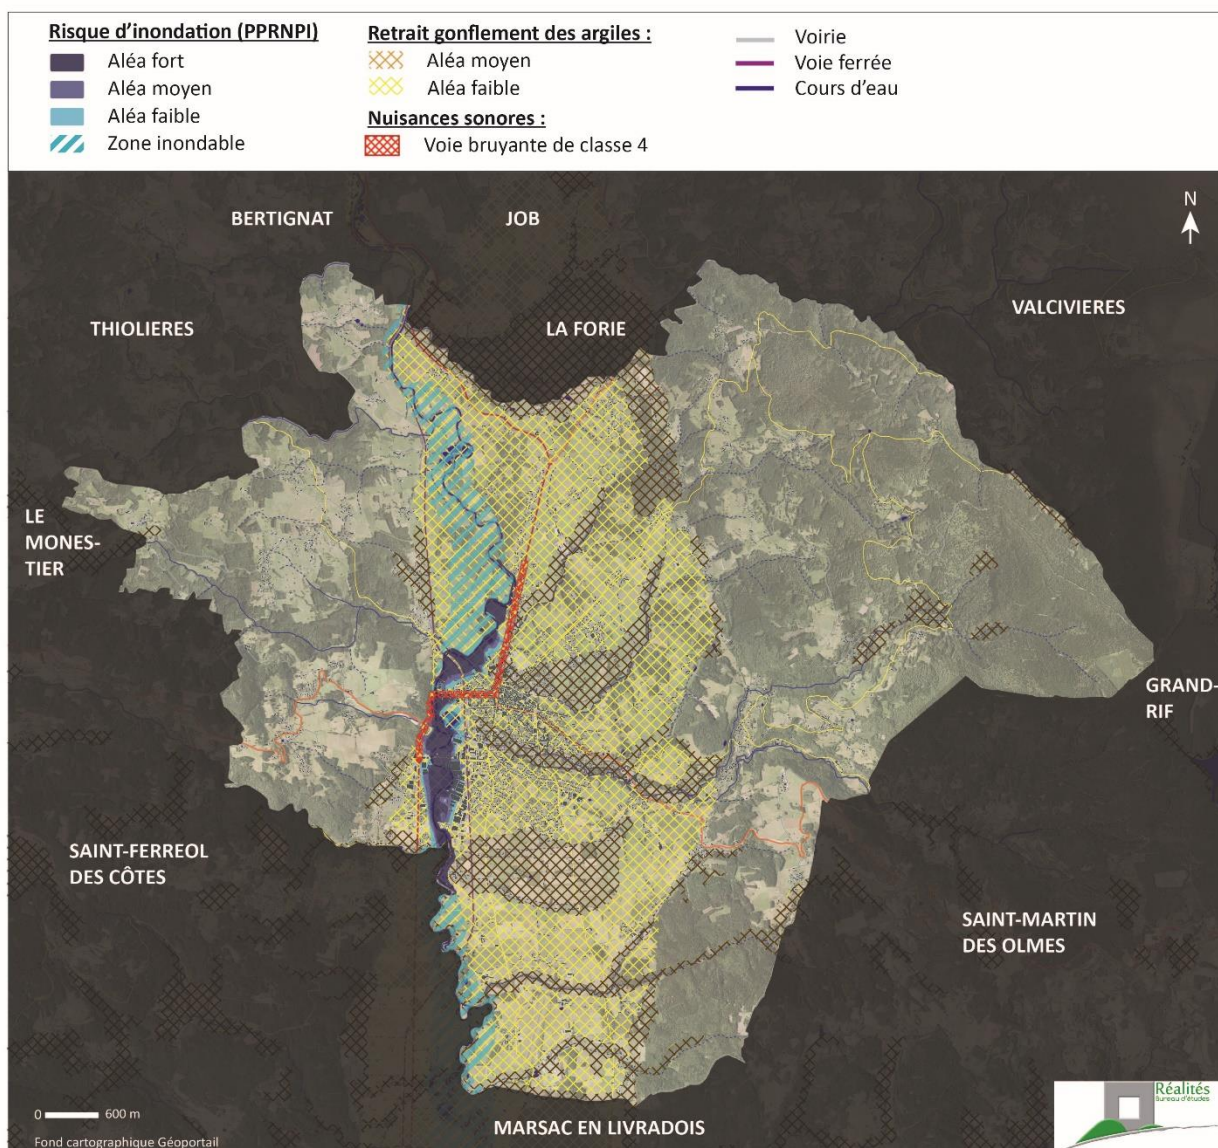 Risque d'inondation (PPRNPI)
Aléa fort
Aléa moyen
Aléa faible
Zone inondable
Retrait gonflement des argiles :
Aléa moyen
Aléa faible
Nuisances sonores :
Voie bruyante de classe 4
Voirie
Voie ferrée
Cours d'eau
BERTIGNAT
JOB
N
THIOLIERES
LA FORIE
VALCIVIERES
LE
MONES-
TIER
GRAND-
RIF
SAINT-FERREOL
DES CÔTES
SAINT-MARTIN
DES OLMES
MARSAC EN LIVRADOIS
0 600 m
Fond cartographique Géoportail
Réalités
Bureau d'études